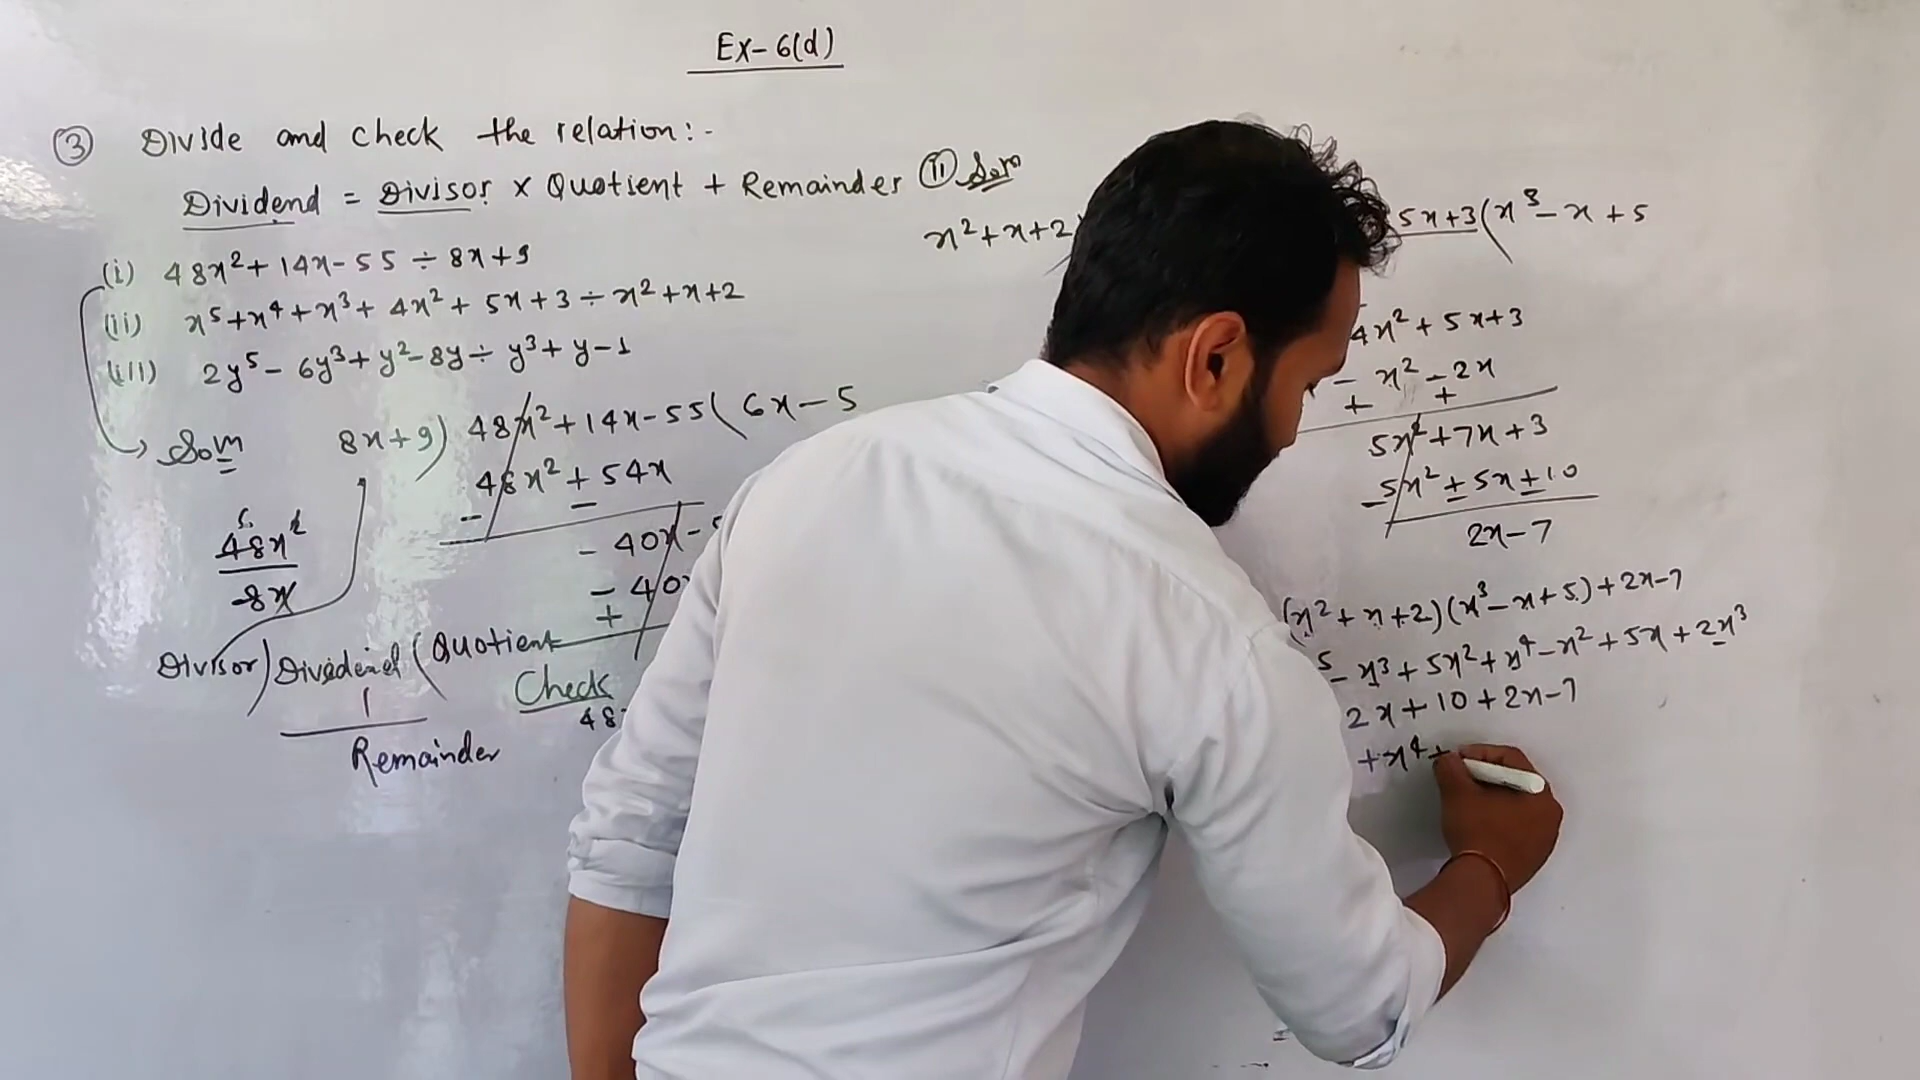 Ex-6(d)
③ Divide and check the relation:-
Dividend = Divisor × Quotient + Remainder
(i) 48x² + 14x - 55 ÷ 8x + 9
(ii) x⁵ + x⁴ + x³ + 4x² + 5x + 3 ÷ x² + x + 2
(iii) 2y⁵ - 6y³ + y² - 8y ÷ y³ + y - 1
Soln
8x+9) 48x² + 14x - 55 ( 6x - 5
48x² + 54x
- -
- 40x -
- 40
+
48x²
8x
6
Divisor) Dividend (Quotient
1
Remainder
Check
48
(ii) Soln
x² + x + 2) 5x + 3 ( x³ - x + 5
4x² + 5x + 3
- x² - 2x
+ +
5x² + 7x + 3
5x² + 5x + 10
- - -
2x - 7
(x² + x + 2)(x³ - x + 5) + 2x - 7
5 - x³ + 5x² + x⁴ - x² + 5x + 2x³
2x + 10 + 2x - 7
+ x⁴ +